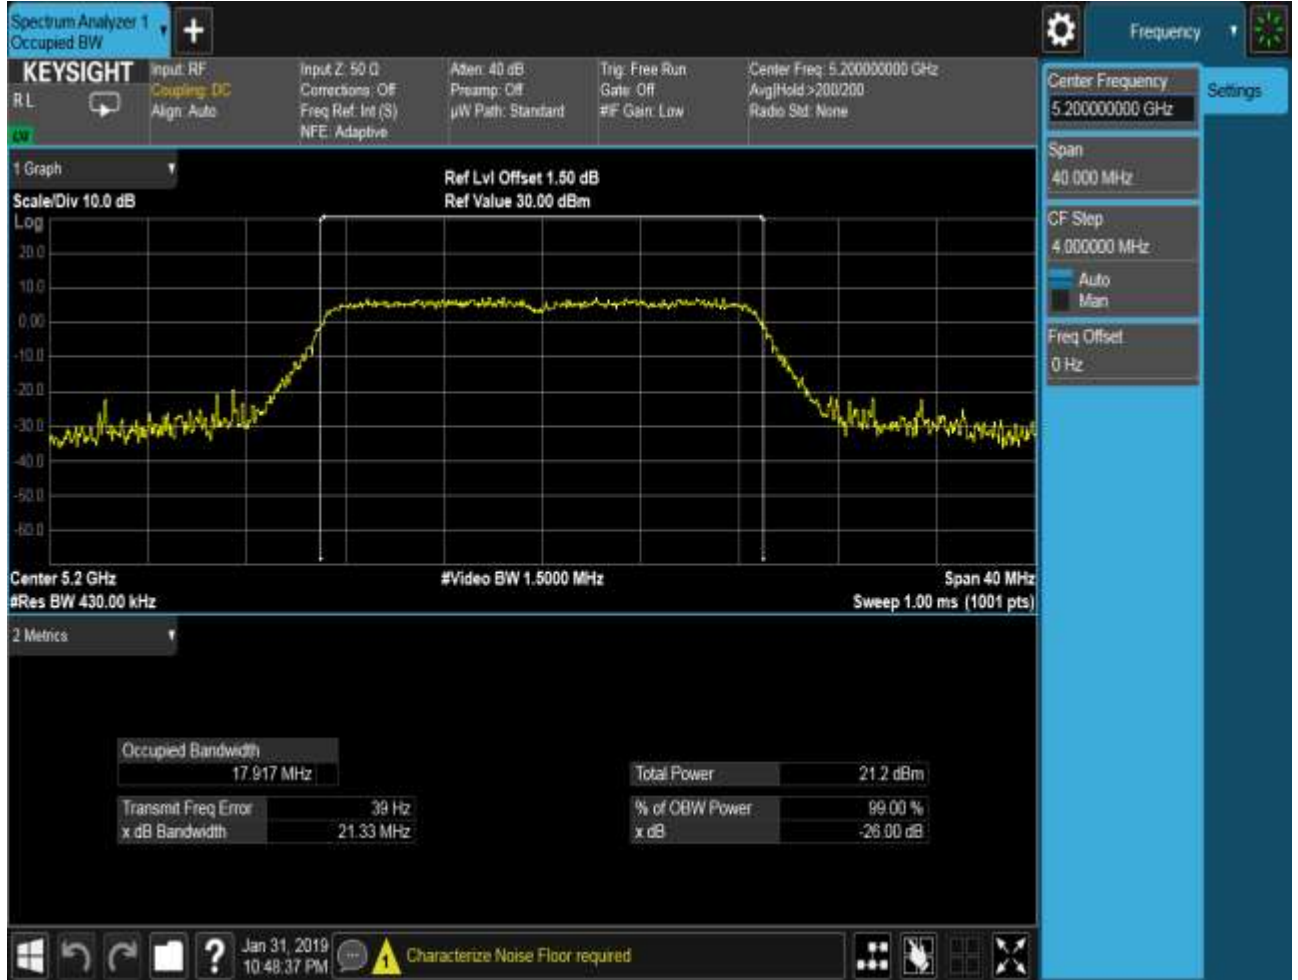 Spectrum Analyzer 1
Occupied BW
Frequency
KEYSIGHT
R L
Input: RF
Coupling: DC
Align: Auto
Input Z: 50 Ω
Corrections: Off
Freq Ref: Int (S)
NFE: Adaptive
Atten: 40 dB
Preamp: Off
µW Path: Standard
Trig: Free Run
Gate: Off
#IF Gain: Low
Center Freq: 5.200000000 GHz
Avg|Hold:>200/200
Radio Std: None
Center Frequency
5.200000000 GHz
Settings
Span
40.000 MHz
CF Step
4.000000 MHz
Auto
Man
Freq Offset
0 Hz
1 Graph
Scale/Div 10.0 dB
Ref Lvl Offset 1.50 dB
Ref Value 30.00 dBm
Log
20.0
10.0
0.00
-10.0
-20.0
-30.0
-40.0
-50.0
-60.0
Center 5.2 GHz
#Video BW 1.5000 MHz
Span 40 MHz
#Res BW 430.00 kHz
Sweep 1.00 ms (1001 pts)
2 Metrics
Occupied Bandwidth
17.917 MHz
Total Power 21.2 dBm
Transmit Freq Error 39 Hz
% of OBW Power 99.00 %
x dB Bandwidth 21.33 MHz
x dB -26.00 dB
Jan 31, 2019
10:48:37 PM
1
Characterize Noise Floor required